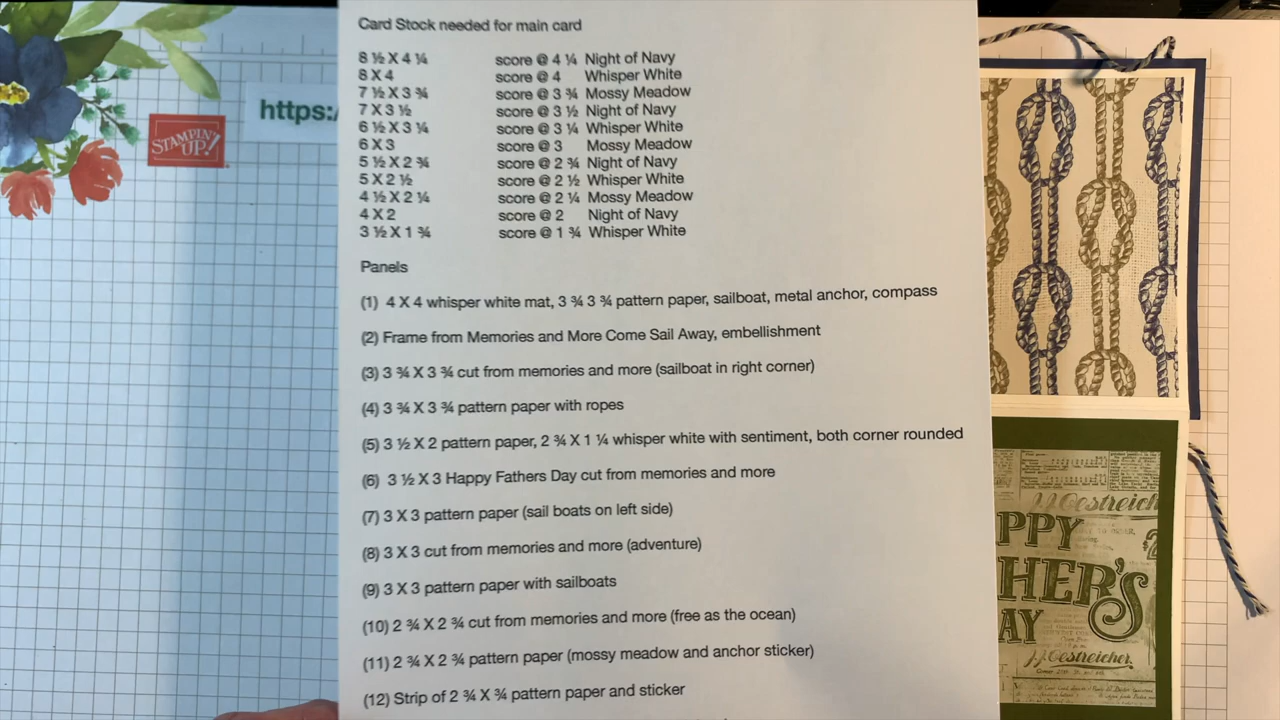 Card Stock needed for main card
8 ½ X 4 ¼ score @ 4 ¼ Night of Navy
8 X 4 score @ 4 Whisper White
7 ½ X 3 ¾ score @ 3 ¾ Mossy Meadow
7 X 3 ½ score @ 3 ½ Night of Navy
6 ½ X 3 ¼ score @ 3 ¼ Whisper White
6 X 3 score @ 3 Mossy Meadow
5 ½ X 2 ¾ score @ 2 ¾ Night of Navy
5 X 2 ½ score @ 2 ½ Whisper White
4 ½ X 2 ¼ score @ 2 ¼ Mossy Meadow
4 X 2 score @ 2 Night of Navy
3 ½ X 1 ¾ score @ 1 ¾ Whisper White
Panels
(1) 4 X 4 whisper white mat, 3 ¾ 3 ¾ pattern paper, sailboat, metal anchor, compass
(2) Frame from Memories and More Come Sail Away, embellishment
(3) 3 ¾ X 3 ¾ cut from memories and more (sailboat in right corner)
(4) 3 ¾ X 3 ¾ pattern paper with ropes
(5) 3 ½ X 2 pattern paper, 2 ¾ X 1 ¼ whisper white with sentiment, both corner rounded
(6) 3 ½ X 3 Happy Fathers Day cut from memories and more
(7) 3 X 3 pattern paper (sail boats on left side)
(8) 3 X 3 cut from memories and more (adventure)
(9) 3 X 3 pattern paper with sailboats
(10) 2 ¾ X 2 ¾ cut from memories and more (free as the ocean)
(11) 2 ¾ X 2 ¾ pattern paper (mossy meadow and anchor sticker)
(12) Strip of 2 ¾ X ¾ pattern paper and sticker
https:/
STAMPIN'
UP!
J.J. Oestreich
PPY
HER'S
AY
J.J. Oestreicher.